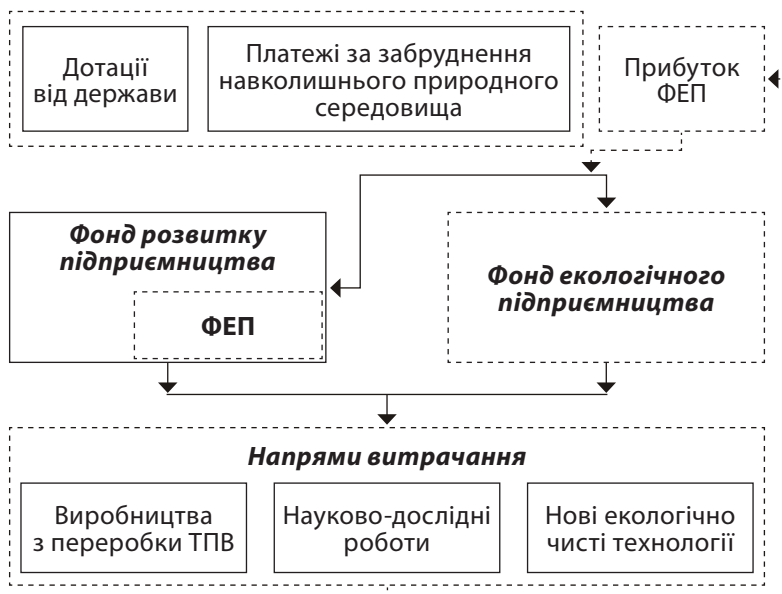 Дотації
від держави
Платежі за забруднення
навколишнього природного
середовища
Прибуток
ФЕП
Фонд розвитку
підприємництва
ФЕП
Фонд екологічного
підприємництва
Напрями витрачання
Виробництва
з переробки ТПВ
Науково-дослідні
роботи
Нові екологічно
чисті технології